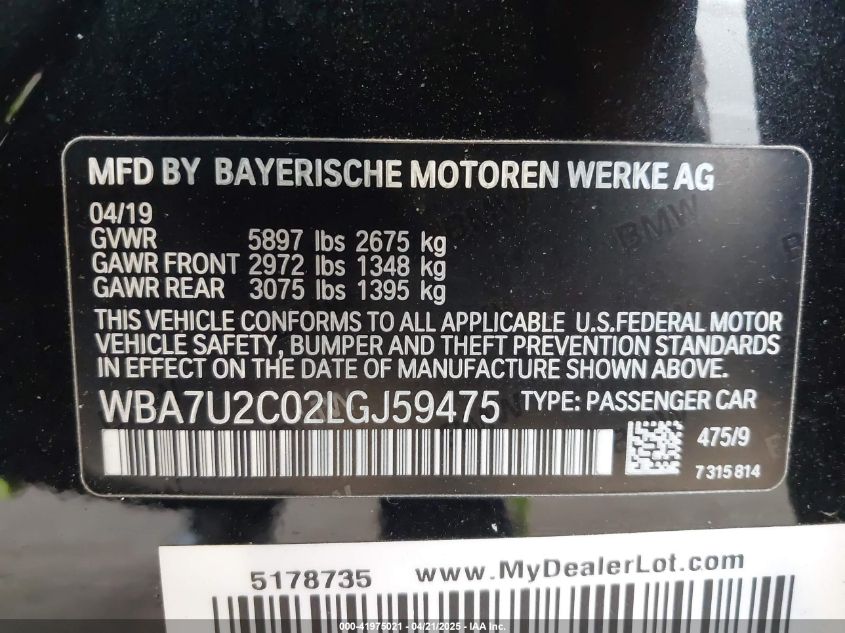 MFD BY BAYERISCHE MOTOREN WERKE AG
04/19
GVWR 5897 lbs 2675 kg
GAWR FRONT 2972 lbs 1348 kg
GAWR REAR 3075 lbs 1395 kg
THIS VEHICLE CONFORMS TO ALL APPLICABLE U.S.FEDERAL MOTOR
VEHICLE SAFETY, BUMPER AND THEFT PREVENTION STANDARDS
IN EFFECT ON THE DATE OF MANUFACTURE SHOWN ABOVE.
WBA7U2C02LGJ59475 TYPE: PASSENGER CAR
475/9
7315814
BMW
5178735 www.MyDealerLot.com
000-41975021 - 04/21/2025 - IAA Inc.